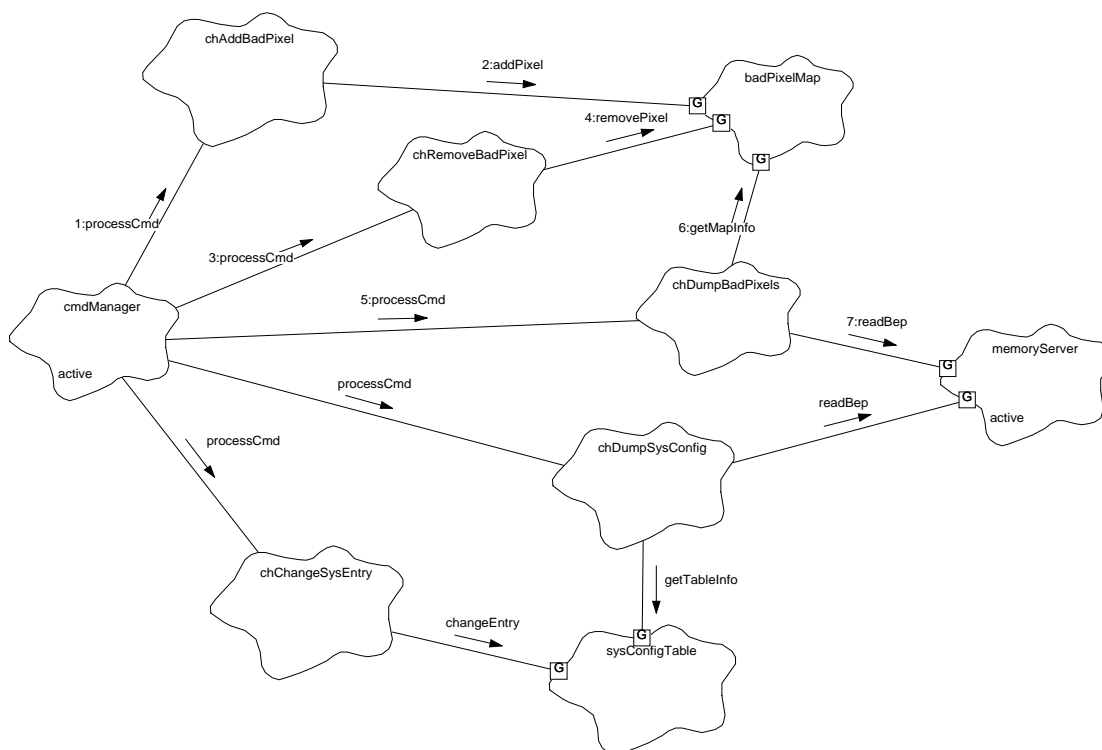 chAddBadPixel
2:addPixel
badPixelMap
G
4:removePixel
G
chRemoveBadPixel
G
1:processCmd
6:getMapInfo
3:processCmd
chDumpBadPixels
cmdManager
5:processCmd
7:readBep
memoryServer
G
active
processCmd
readBep
G
active
processCmd
chDumpSysConfig
chChangeSysEntry
getTableInfo
changeEntry
G
sysConfigTable
G